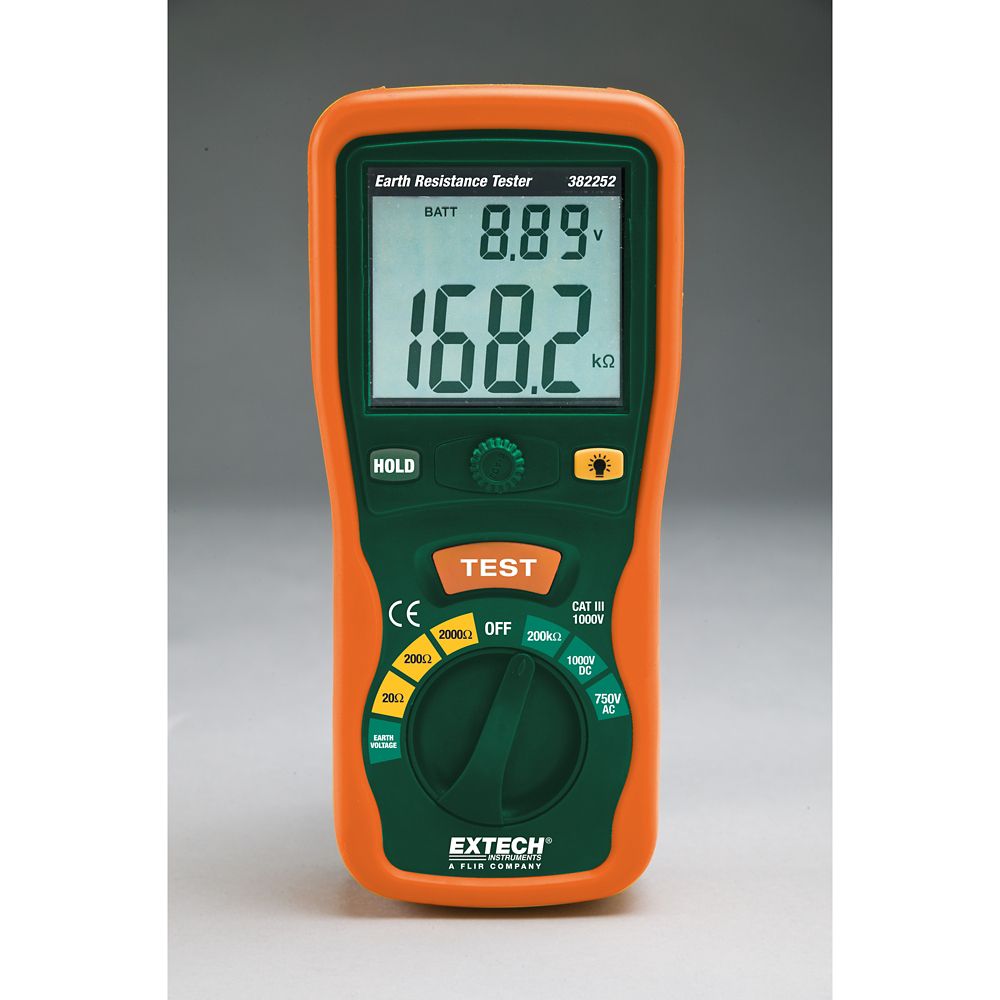 Earth Resistance Tester 382252
BATT 8.89 V
168.2 kΩ
HOLD
TEST
CE
CAT III
1000V
OFF
2000Ω
200Ω
20Ω
EARTH
VOLTAGE
200kΩ
1000V
DC
750V
AC
EXTECH®
INSTRUMENTS
A FLIR COMPANY